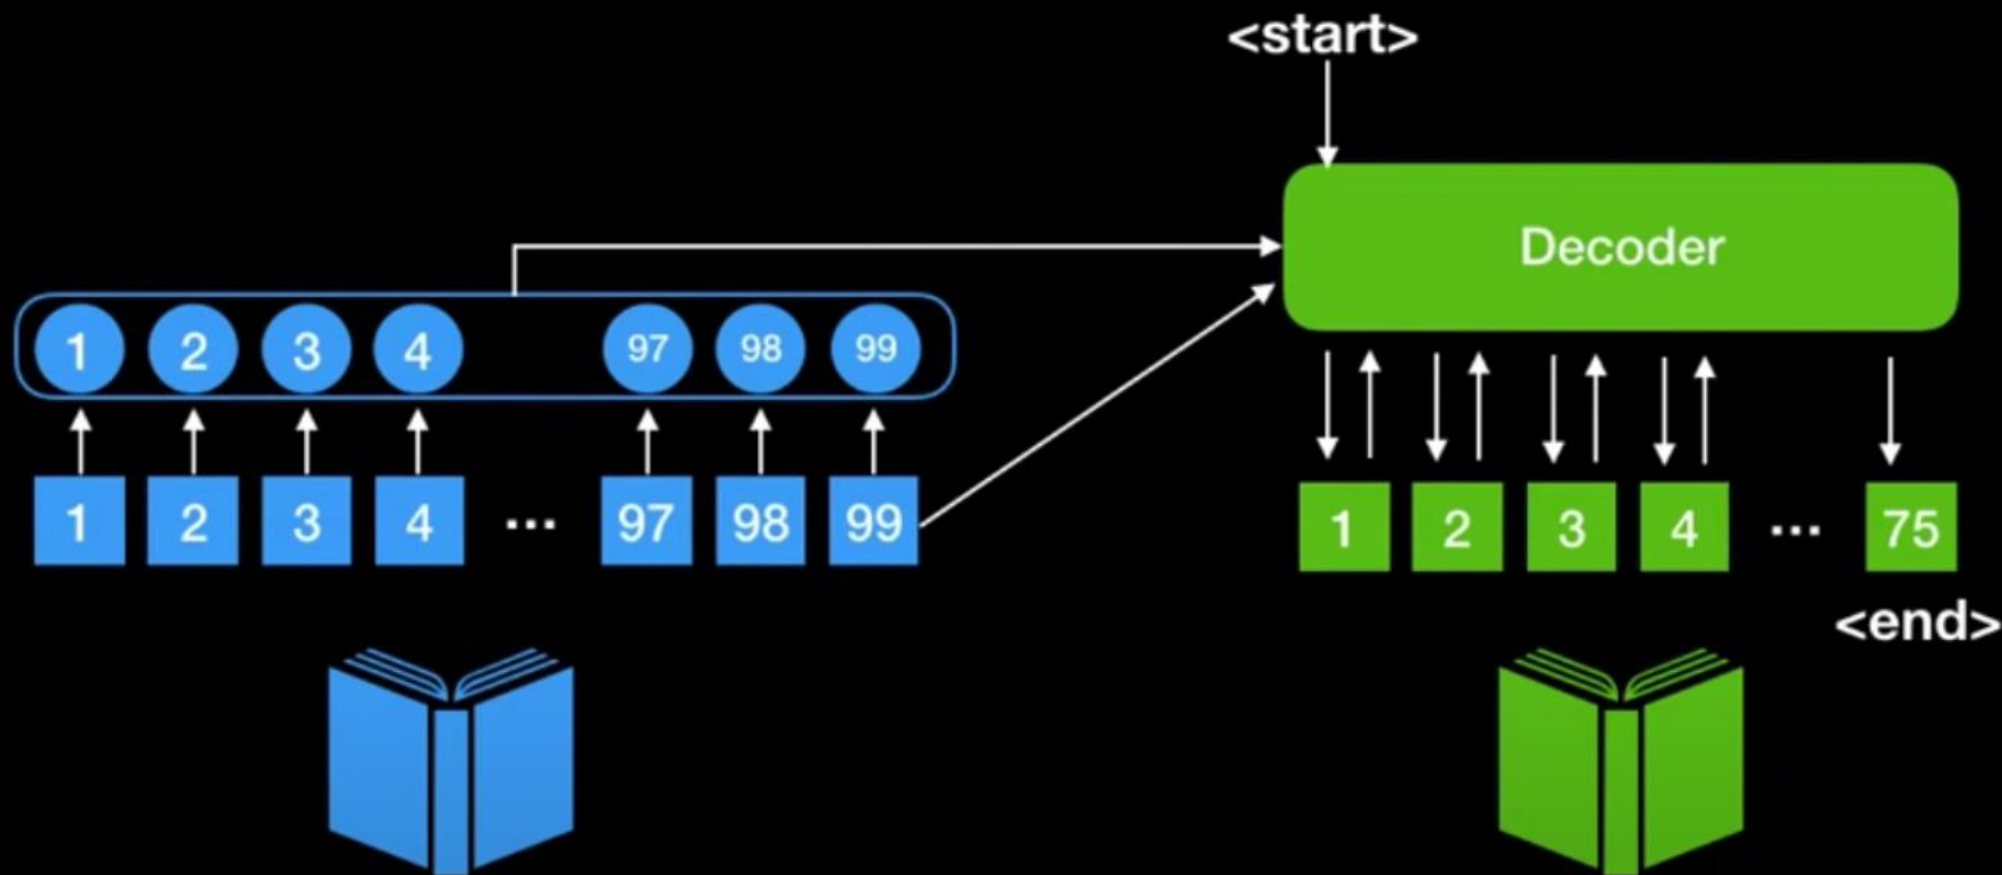 <start>
Decoder
1 2 3 4 97 98 99
1 2 3 4 ... 97 98 99
1 2 3 4 ... 75
<end>